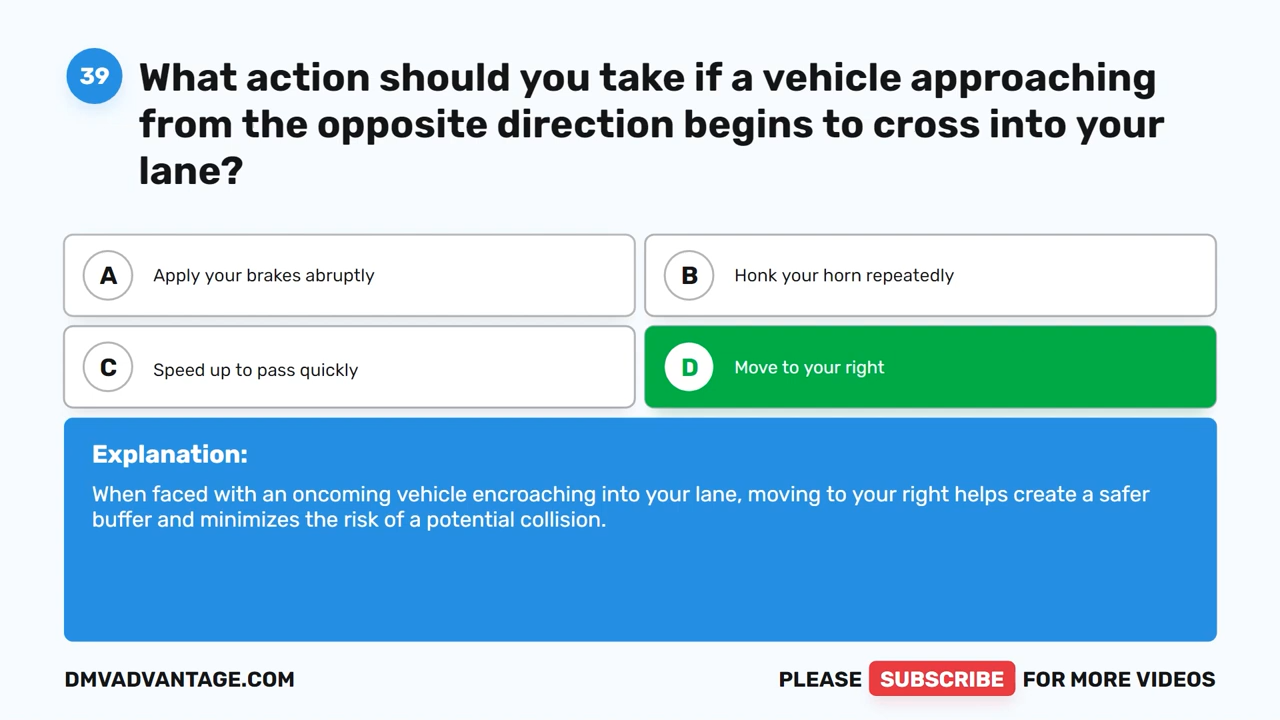 39
What action should you take if a vehicle approaching
from the opposite direction begins to cross into your
lane?
A Apply your brakes abruptly
B Honk your horn repeatedly
C Speed up to pass quickly
D Move to your right
Explanation:
When faced with an oncoming vehicle encroaching into your lane, moving to your right helps create a safer
buffer and minimizes the risk of a potential collision.
DMVADVANTAGE.COM
PLEASE SUBSCRIBE FOR MORE VIDEOS